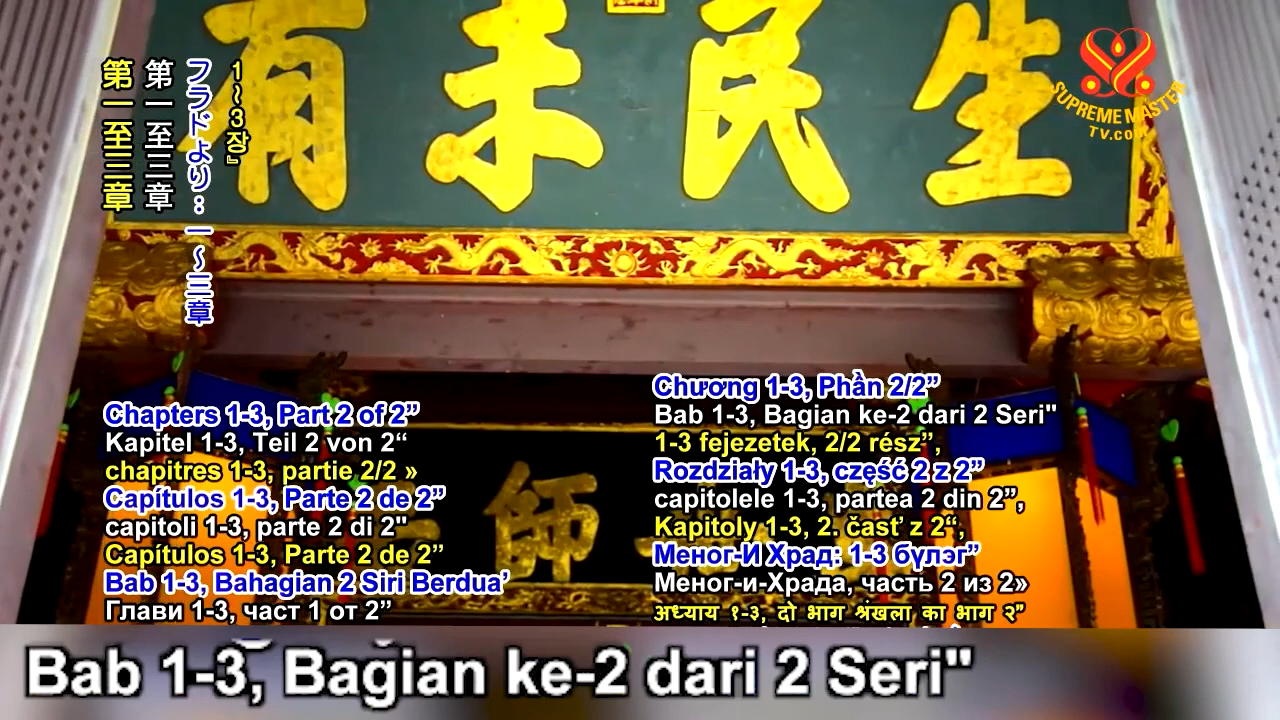 有未民生
SUPREME MASTER
TV.COM
1~3장』
フラドより：一～三章
第一至三章
第一至三章
師
Chapters 1-3, Part 2 of 2”
Kapitel 1-3, Teil 2 von 2“
chapitres 1-3, partie 2/2 »
Capítulos 1-3, Parte 2 de 2”
capitoli 1-3, parte 2 di 2"
Capítulos 1-3, Parte 2 de 2”
Bab 1-3, Bahagian 2 Siri Berdua’
Глави 1-3, част 1 от 2”
Chương 1-3, Phần 2/2”
Bab 1-3, Bagian ke-2 dari 2 Seri"
1-3 fejezetek, 2/2 rész”,
Rozdziały 1-3, część 2 z 2”
capitolele 1-3, partea 2 din 2”,
Kapitoly 1-3, 2. časť z 2“,
Меног-И Храд: 1-3 бүлэг”
Меног-и-Храда, часть 2 из 2»
अध्याय १-३, दो भाग श्रंखला का भाग २”
Bab 1-3, Bagian ke-2 dari 2 Seri"